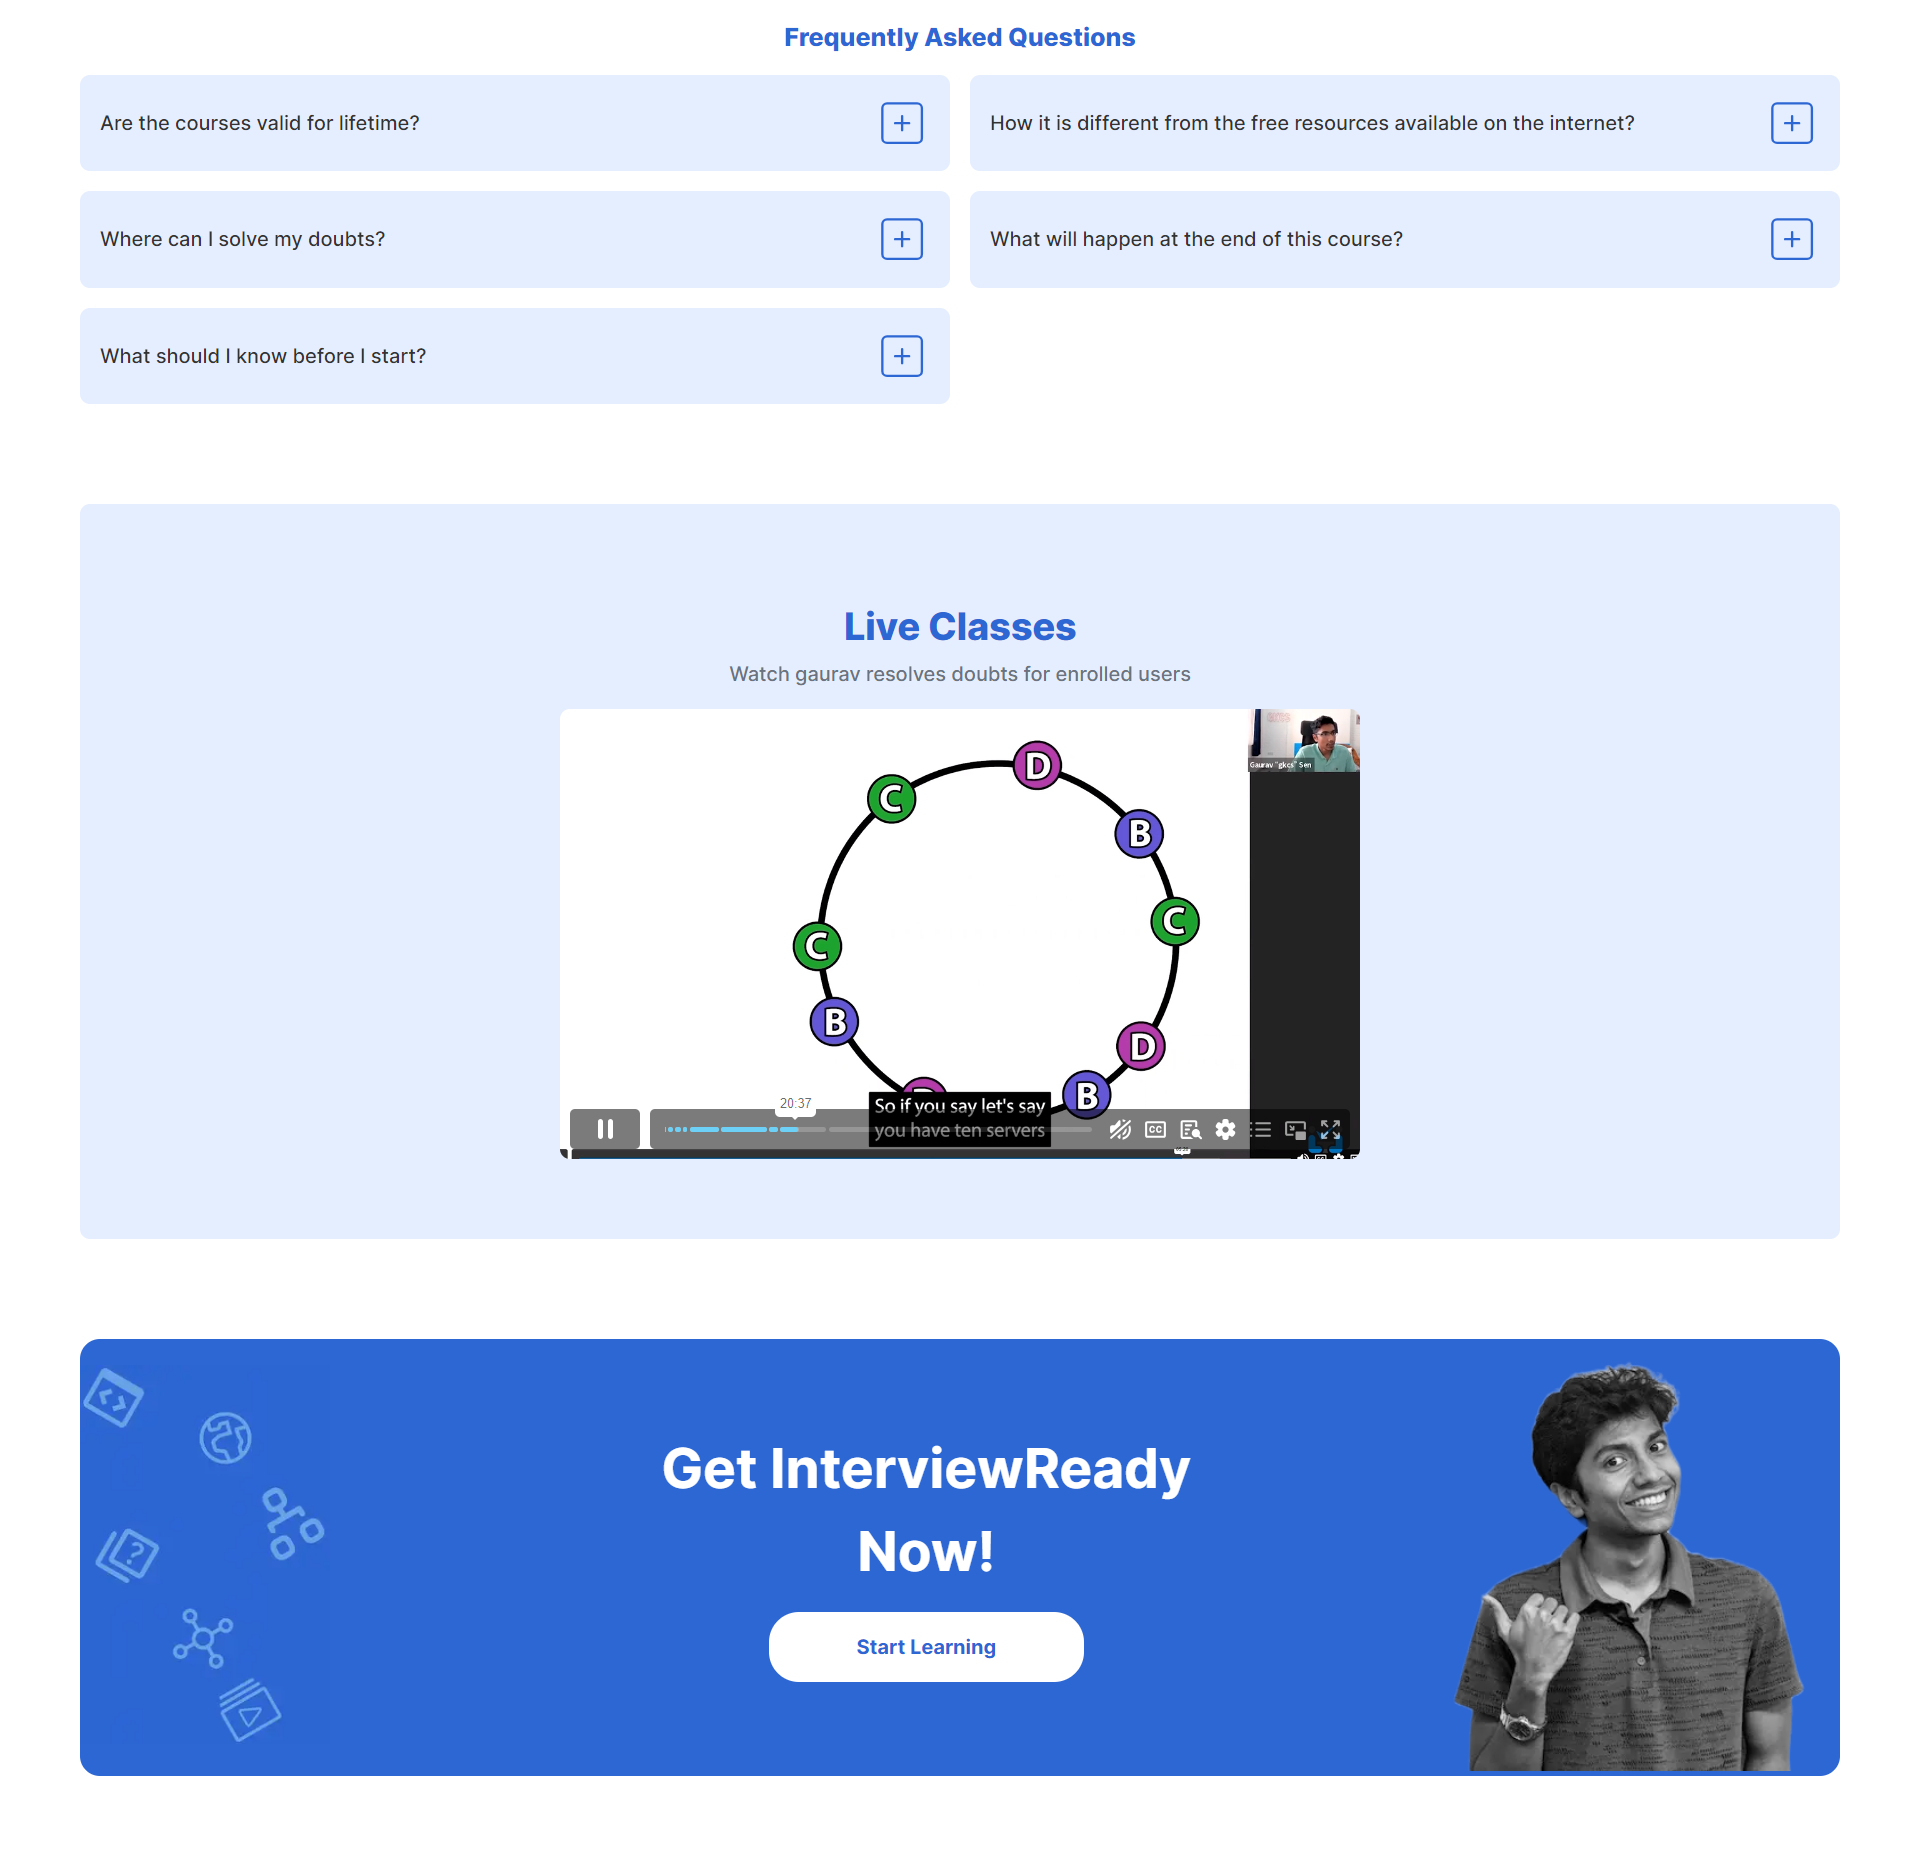 Frequently Asked Questions
Are the courses valid for lifetime?
How it is different from the free resources available on the internet?
Where can I solve my doubts?
What will happen at the end of this course?
What should I know before I start?
Live Classes
Watch gaurav resolves doubts for enrolled users
Gaurav "gkcs" Sen
D
C
B
C
C
B
D
B
20:37
So if you say let's say
you have ten servers
CC
Get InterviewReady
Now!
Start Learning